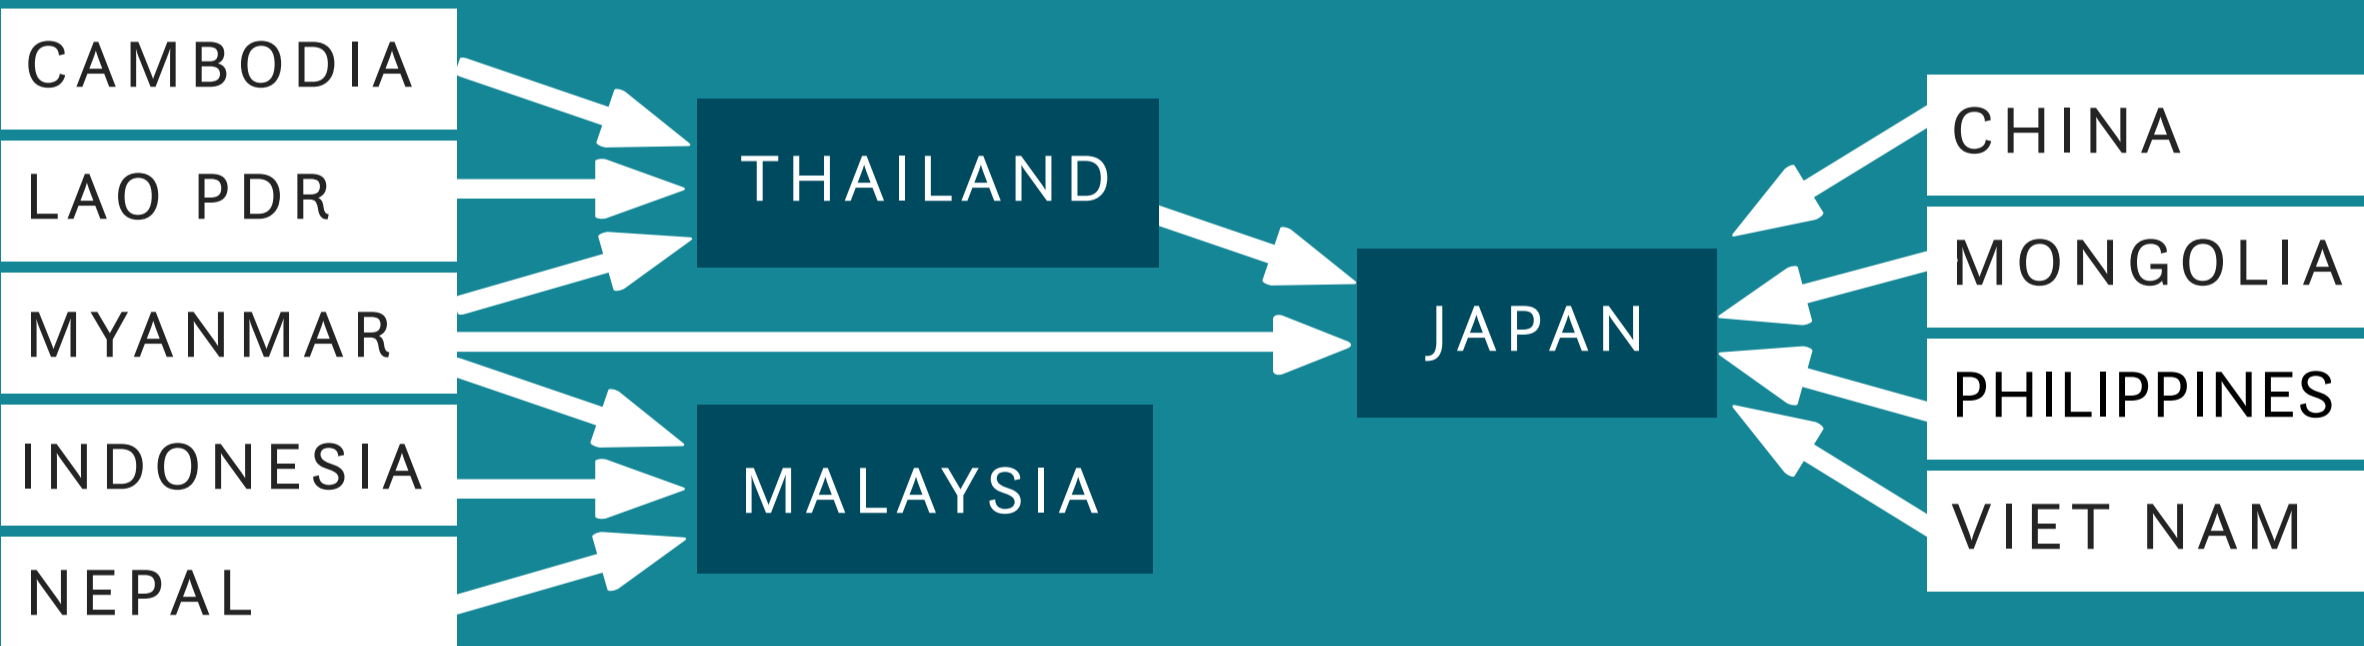 CAMBODIA
LAO PDR
MYANMAR
INDONESIA
NEPAL
THAILAND
MALAYSIA
JAPAN
CHINA
MONGOLIA
PHILIPPINES
VIET NAM